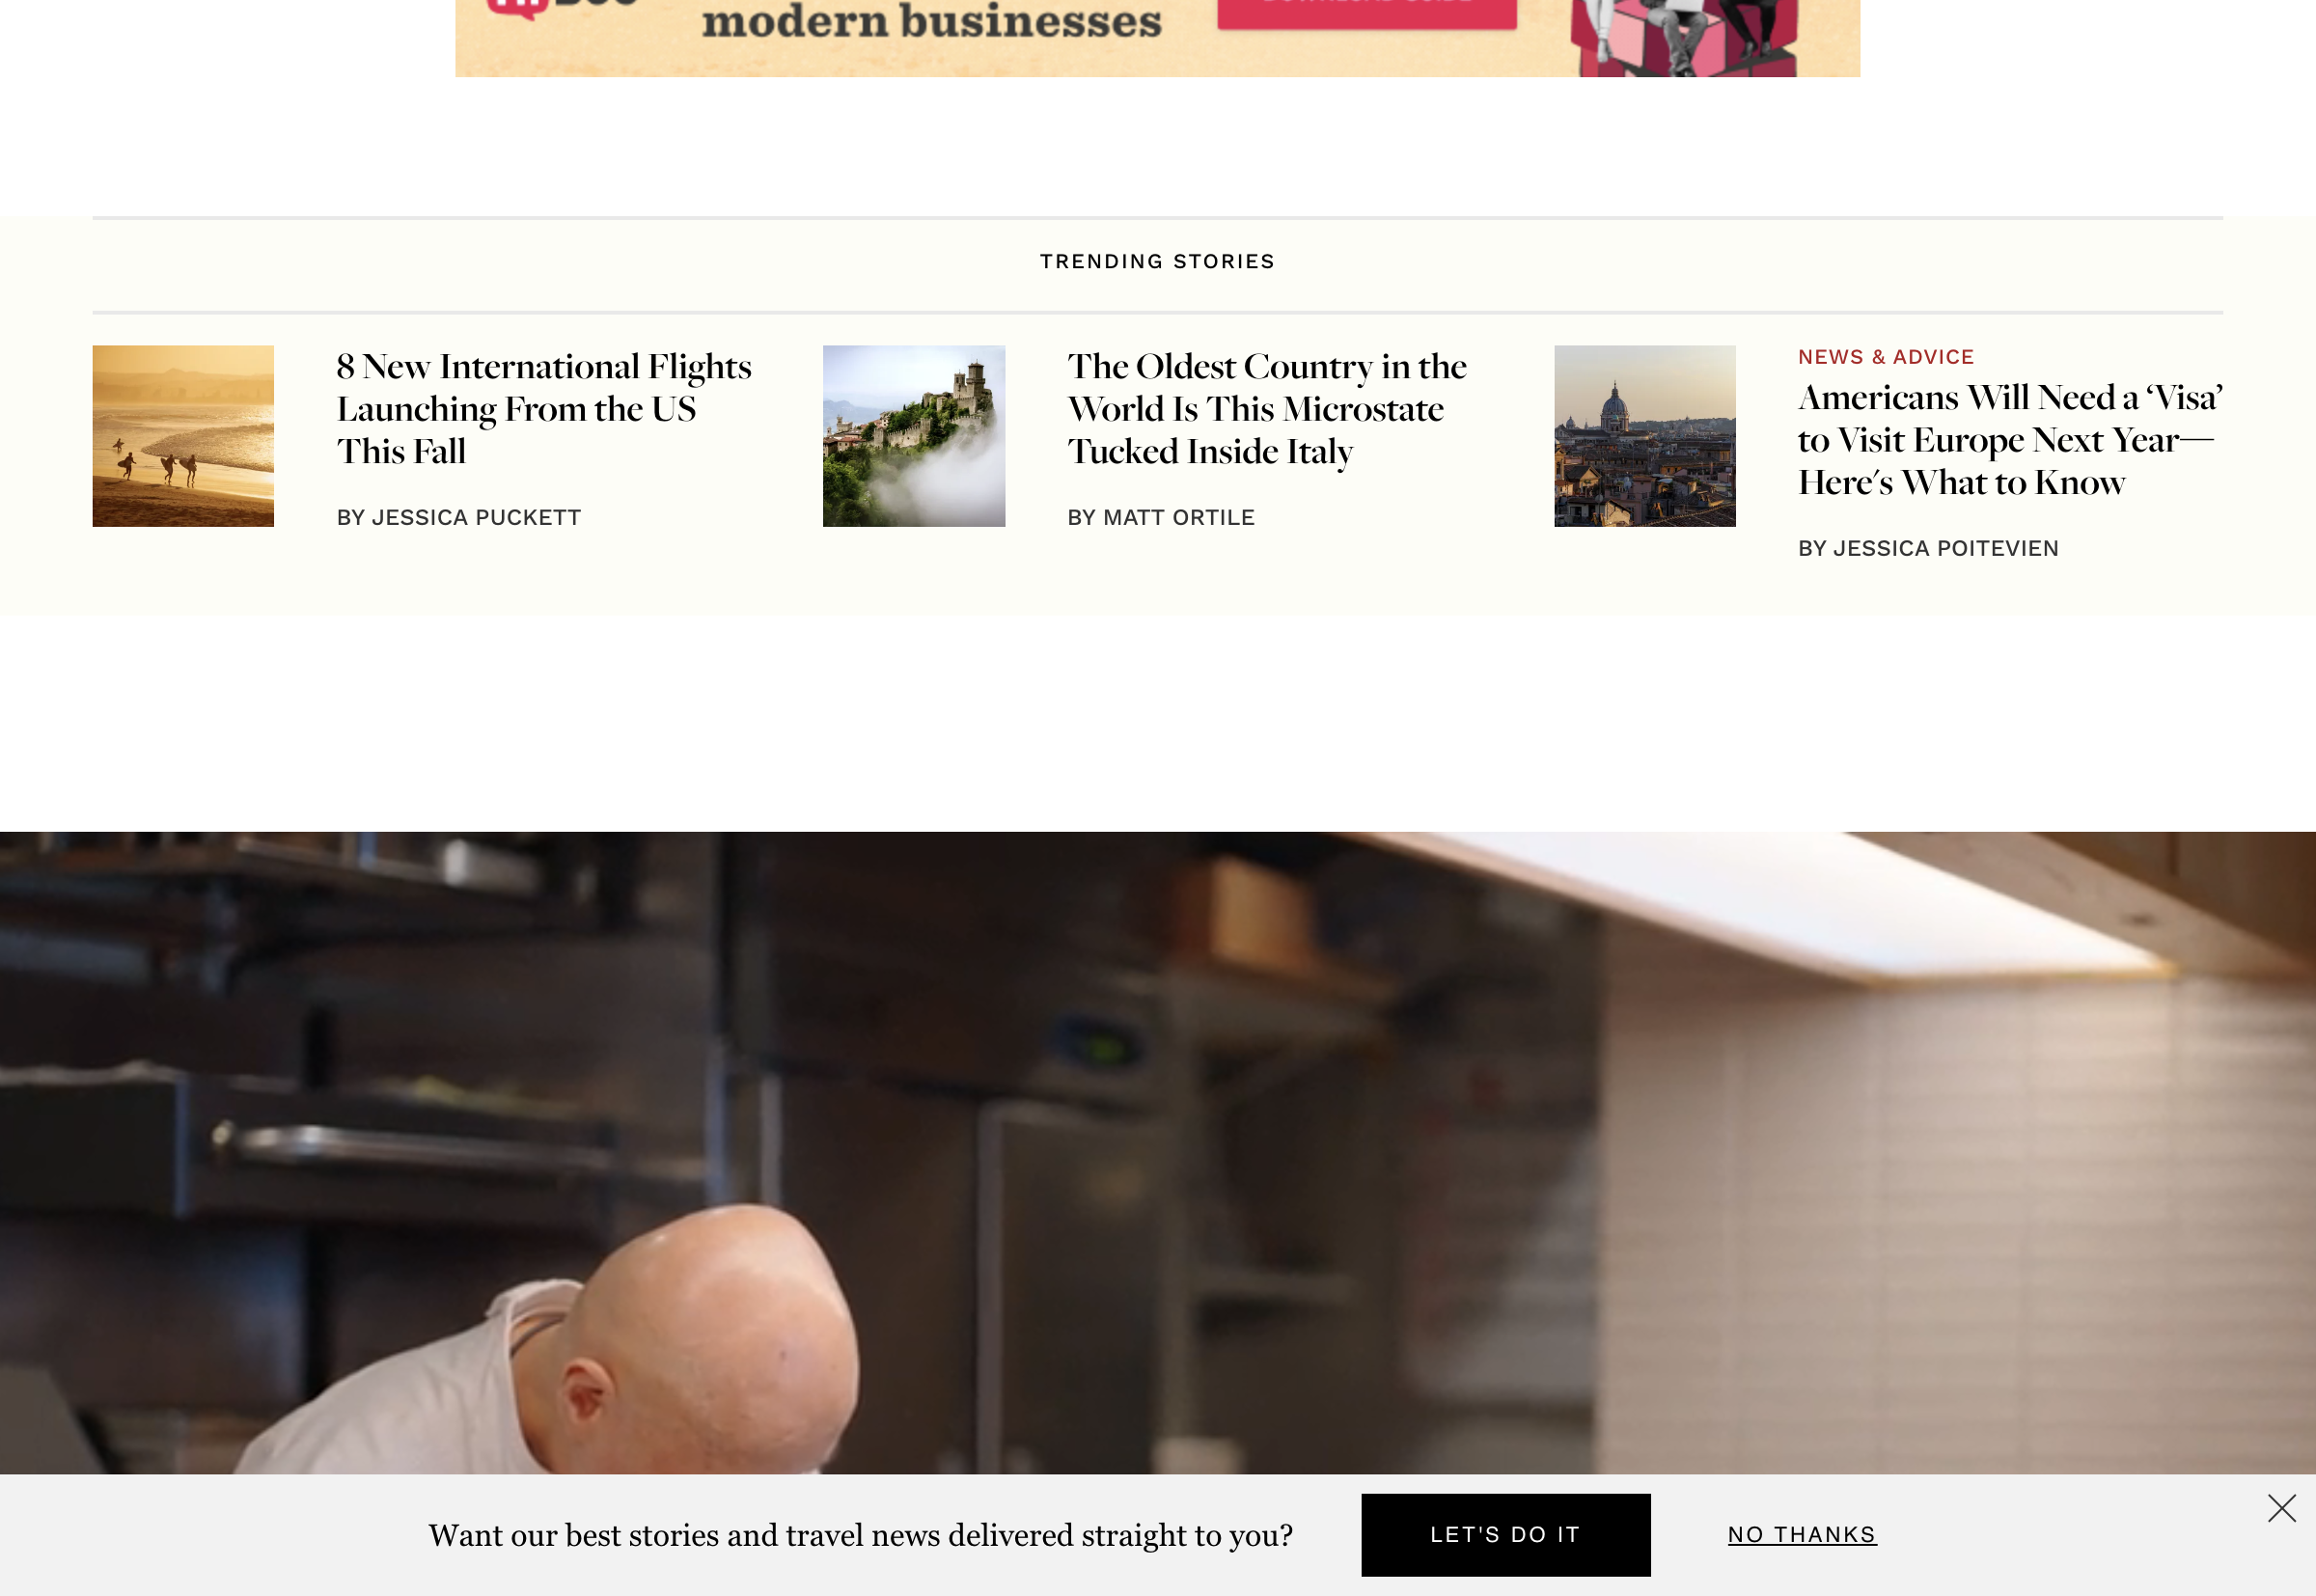 modern businesses
TRENDING STORIES
8 New International Flights
Launching From the US
This Fall
BY JESSICA PUCKETT
The Oldest Country in the
World Is This Microstate
Tucked Inside Italy
BY MATT ORTILE
NEWS & ADVICE
Americans Will Need a ‘Visa’
to Visit Europe Next Year—
Here's What to Know
BY JESSICA POITEVIEN
Want our best stories and travel news delivered straight to you?
LET'S DO IT
NO THANKS